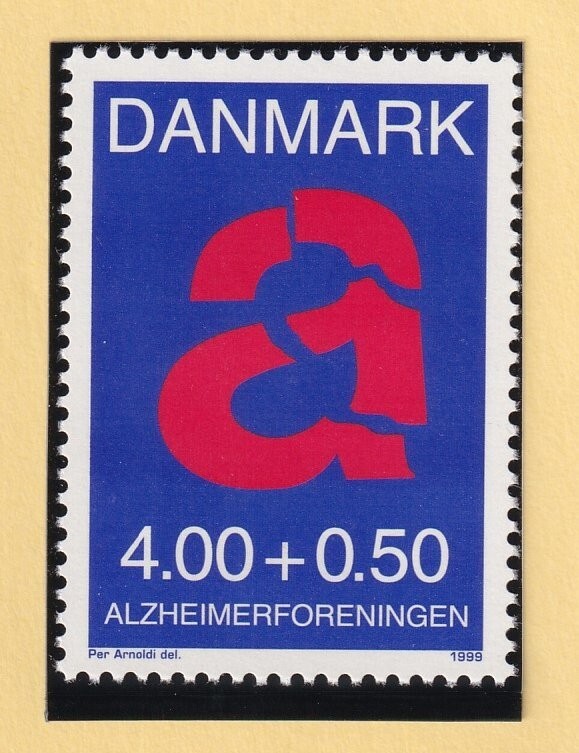 DANMARK
a
4.00 + 0.50
ALZHEIMERFORENINGEN
Per Arnoldi del. 1999